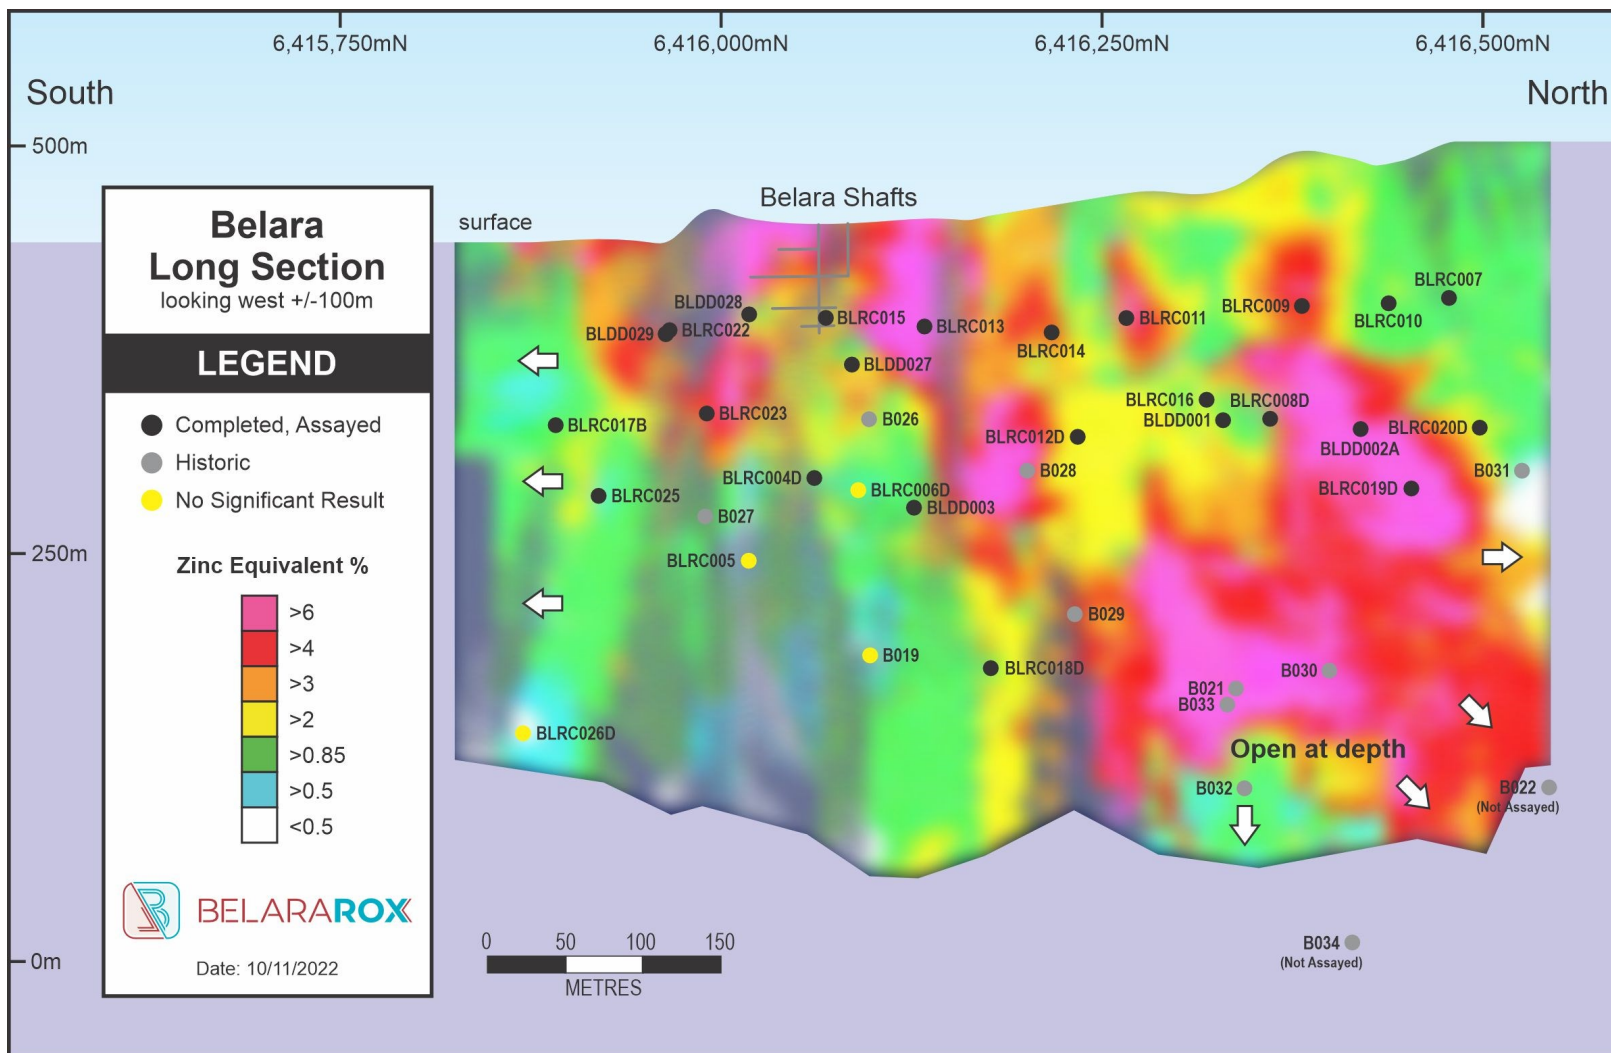 6,415,750mN
6,416,000mN
6,416,250mN
6,416,500mN
South
North
500m
250m
0m
Belara
Long Section
looking west +/-100m
LEGEND
Completed, Assayed
Historic
No Significant Result
Zinc Equivalent %
>6
>4
>3
>2
>0.85
>0.5
<0.5
BELARAROX
Date: 10/11/2022
surface
Belara Shafts
BLRC007
BLDD028
BLRC009
BLRC010
BLRC015
BLRC011
BLRC013
BLDD029
BLRC022
BLRC014
BLDD027
BLRC016
BLRC008D
BLRC023
B026
BLDD001
BLRC017B
BLRC020D
BLRC012D
BLDD002A
B028
B031
BLRC004D
BLRC006D
BLRC019D
BLRC025
BLDD003
B027
BLRC005
B029
B019
BLRC018D
B030
B021
B033
BLRC026D
Open at depth
B032
B022
(Not Assayed)
B034
(Not Assayed)
0
50
100
150
METRES